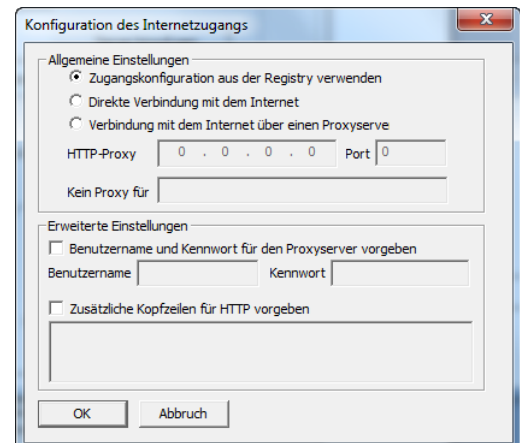 Konfiguration des Internetzugangs
Allgemeine Einstellungen
Zugangskonfiguration aus der Registry verwenden
Direkte Verbindung mit dem Internet
Verbindung mit dem Internet über einen Proxyserve
HTTP-Proxy 0 . 0 . 0 . 0 Port 0
Kein Proxy für
Erweiterte Einstellungen
Benutzername und Kennwort für den Proxyserver vorgeben
Benutzername Kennwort
Zusätzliche Kopfzeilen für HTTP vorgeben
OK Abbruch